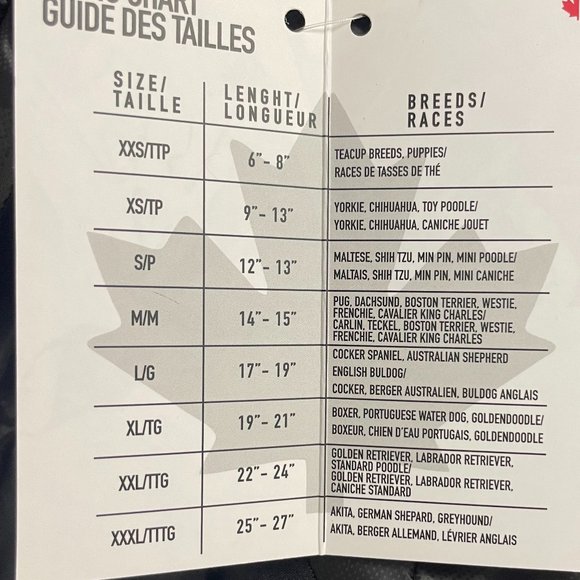 CHART
GUIDE DES TAILLES
SIZE/
TAILLE
LENGHT/
LONGUEUR
BREEDS/
RACES
XXS/TTP
6"- 8"
TEACUP BREEDS, PUPPIES/
RACES DE TASSES DE THÉ
XS/TP
9"- 13"
YORKIE, CHIHUAHUA, TOY POODLE/
YORKIE, CHIHUAHUA, CANICHE JOUET
S/P
12"- 13"
MALTESE, SHIH TZU, MIN PIN, MINI POODLE/
MALTAIS, SHIH TZU, MIN PIN, MINI CANICHE
M/M
14"- 15"
PUG, DACHSUND, BOSTON TERRIER, WESTIE,
FRENCHIE, CAVALIER KING CHARLES/
CARLIN, TECKEL, BOSTON TERRIER, WESTIE,
FRENCHIE, CAVALIER KING CHARLES
L/G
17"- 19"
COCKER SPANIEL, AUSTRALIAN SHEPHERD
ENGLISH BULDOG/
COCKER, BERGER AUSTRALIEN, BULDOG ANGLAIS
XL/TG
19"- 21"
BOXER, PORTUGUESE WATER DOG, GOLDENDOODLE/
BOXEUR, CHIEN D'EAU PORTUGAIS, GOLDENDOODLE
XXL/TTG
22"- 24"
GOLDEN RETRIEVER, LABRADOR RETRIEVER,
STANDARD POODLE/
GOLDEN RETRIEVER, LABRADOR RETRIEVER,
CANICHE STANDARD
XXXL/TTTG
25"- 27"
AKITA, GERMAN SHEPARD, GREYHOUND/
AKITA, BERGER ALLEMAND, LÉVRIER ANGLAIS